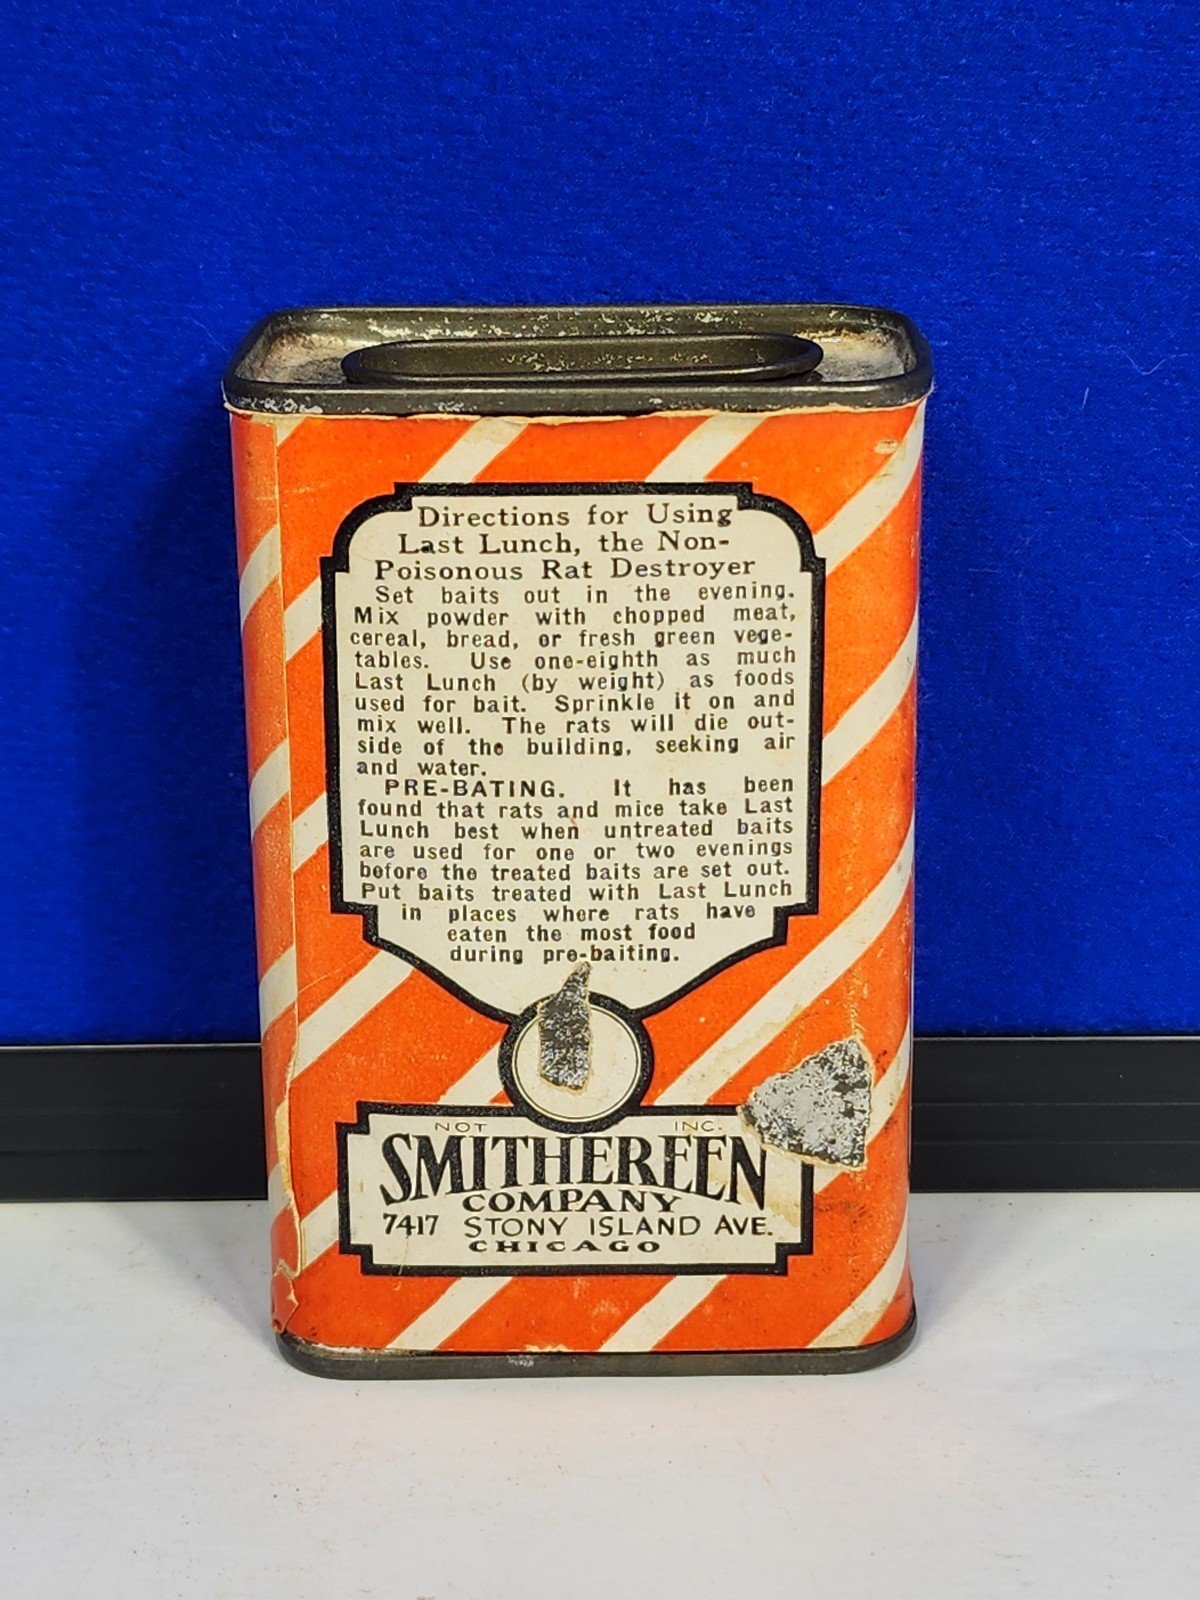 Directions for Using
Last Lunch, the Non-
Poisonous Rat Destroyer
Set baits out in the evening.
Mix powder with chopped meat,
cereal, bread, or fresh green vege-
tables. Use one-eighth as much
Last Lunch (by weight) as foods
used for bait. Sprinkle it on and
mix well. The rats will die out-
side of the building, seeking air
and water.
PRE-BATING. It has been
found that rats and mice take Last
Lunch best when untreated baits
are used for one or two evenings
before the treated baits are set out.
Put baits treated with Last Lunch
in places where rats have
eaten the most food
during pre-baiting.
NOT INC.
SMITHEREEN
COMPANY
7417 STONY ISLAND AVE.
CHICAGO